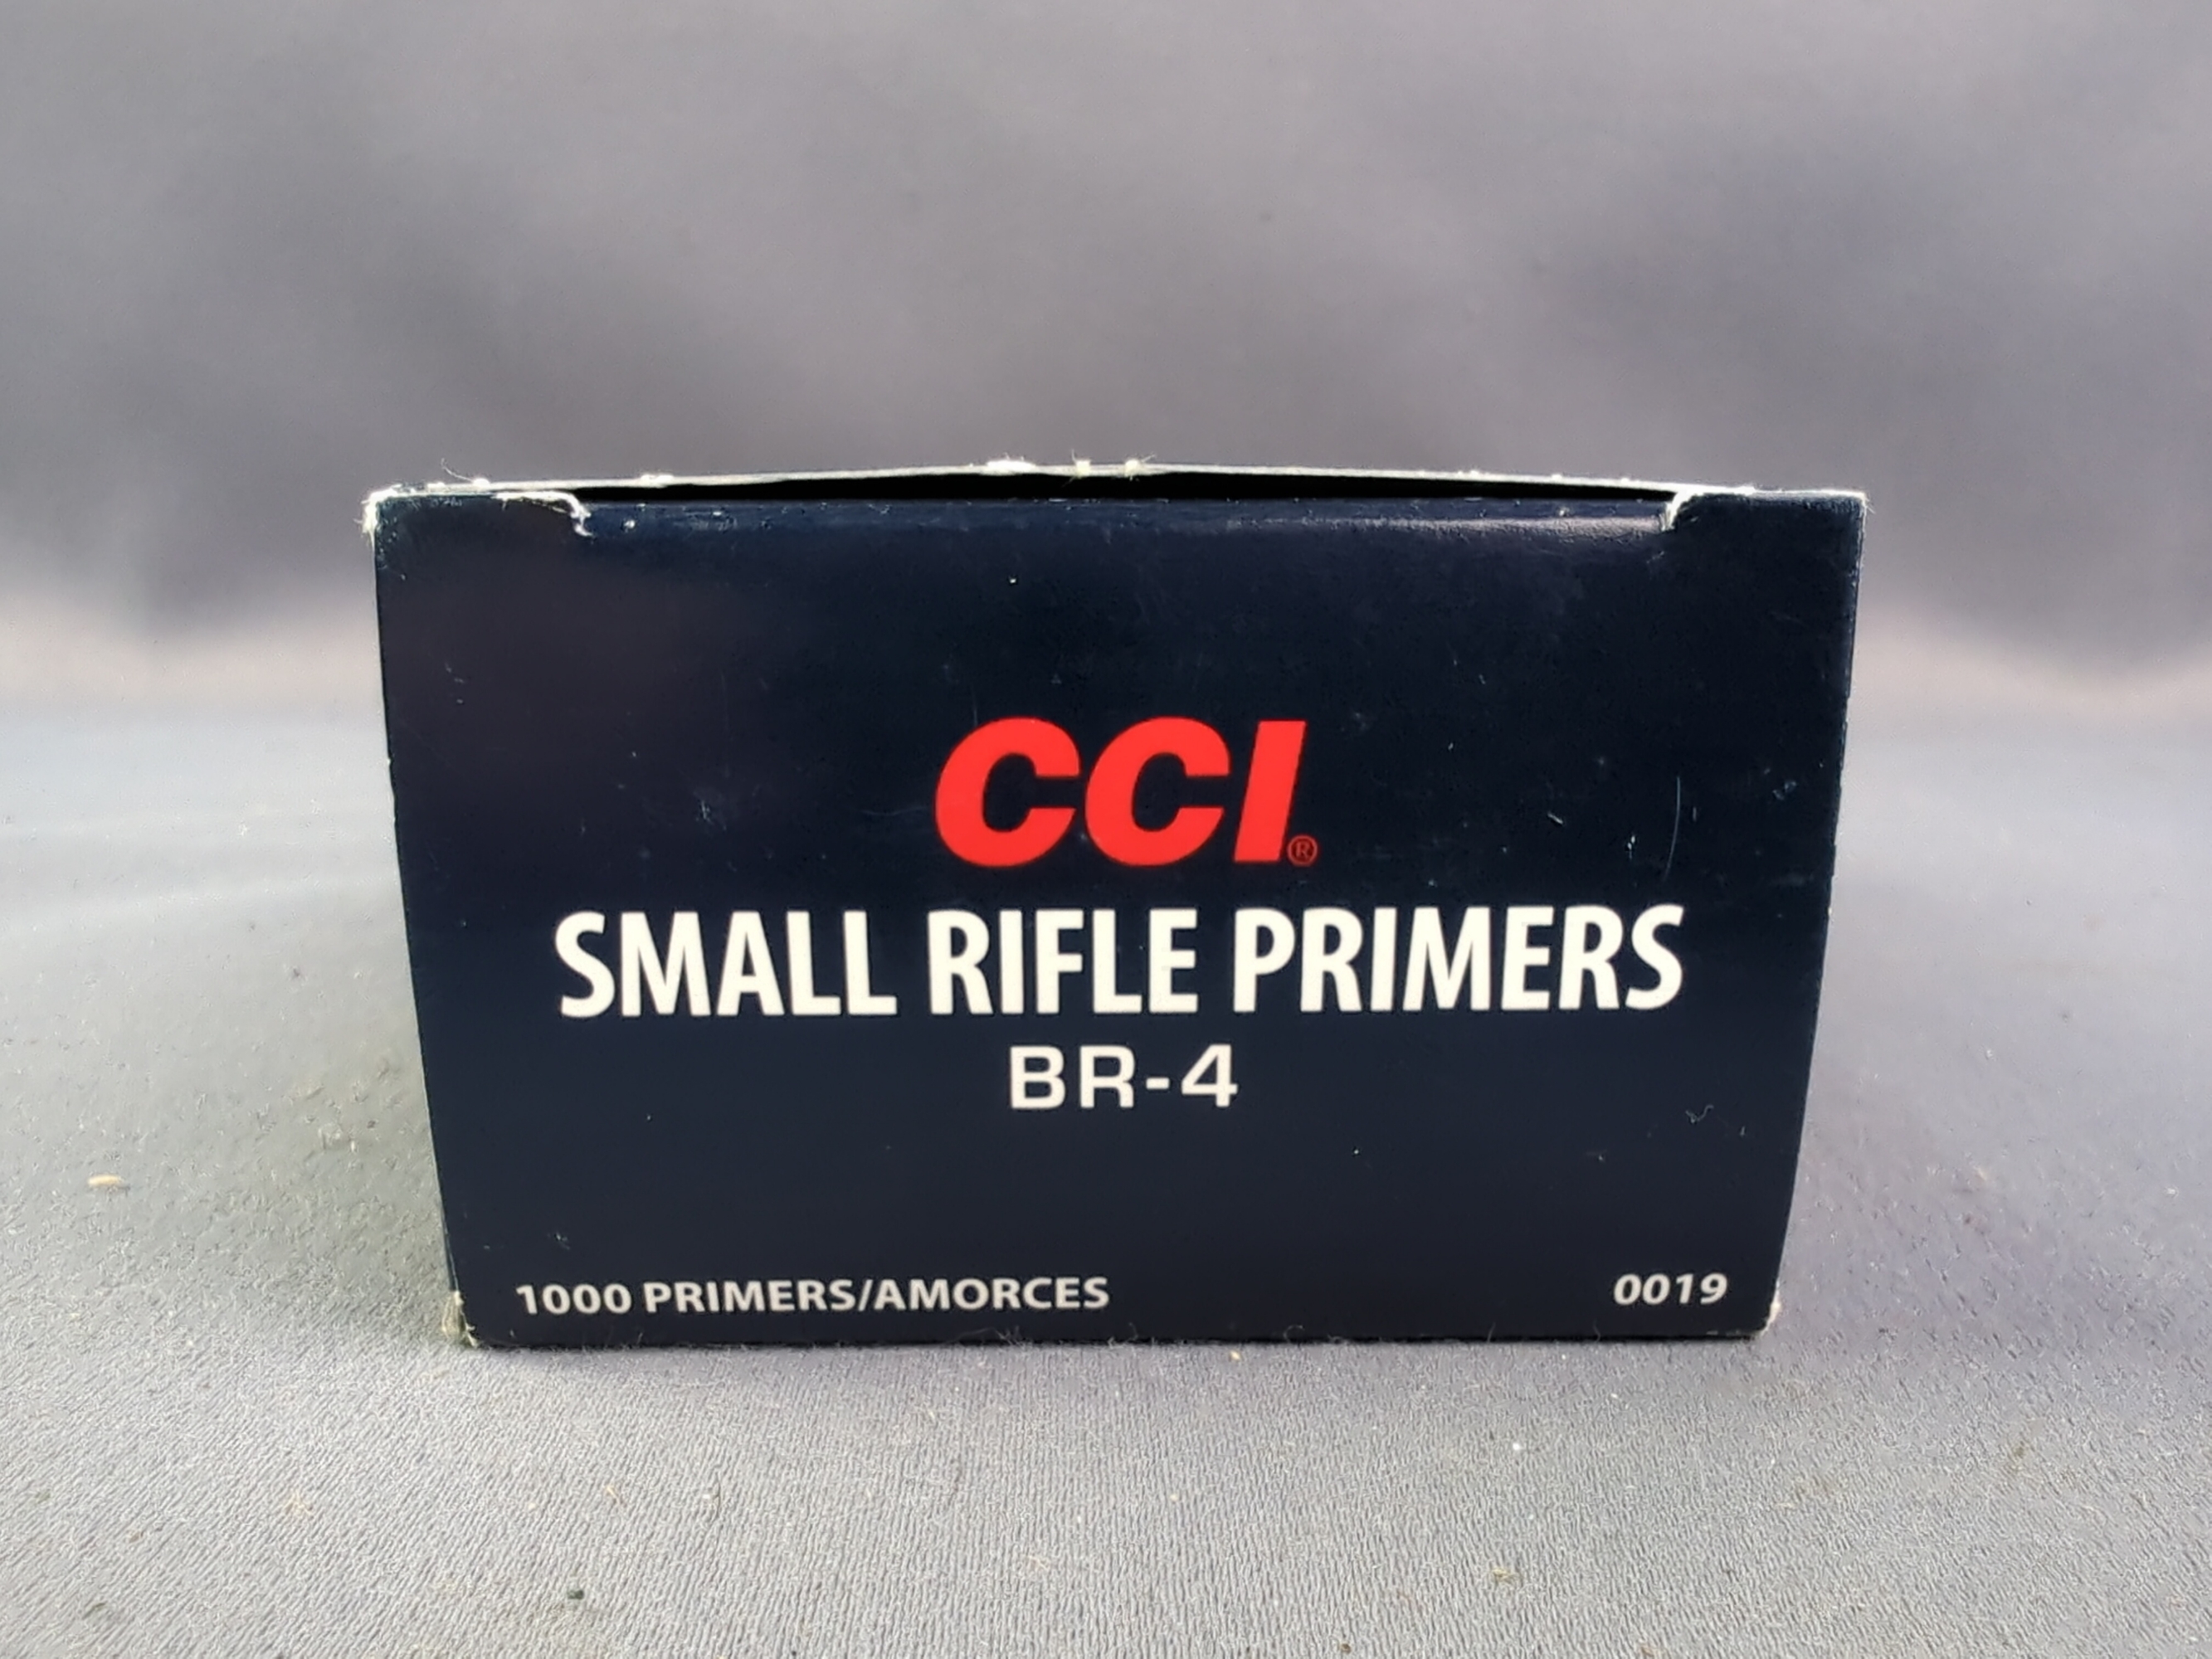 CCI®
SMALL RIFLE PRIMERS
BR-4
1000 PRIMERS/AMORCES 0019